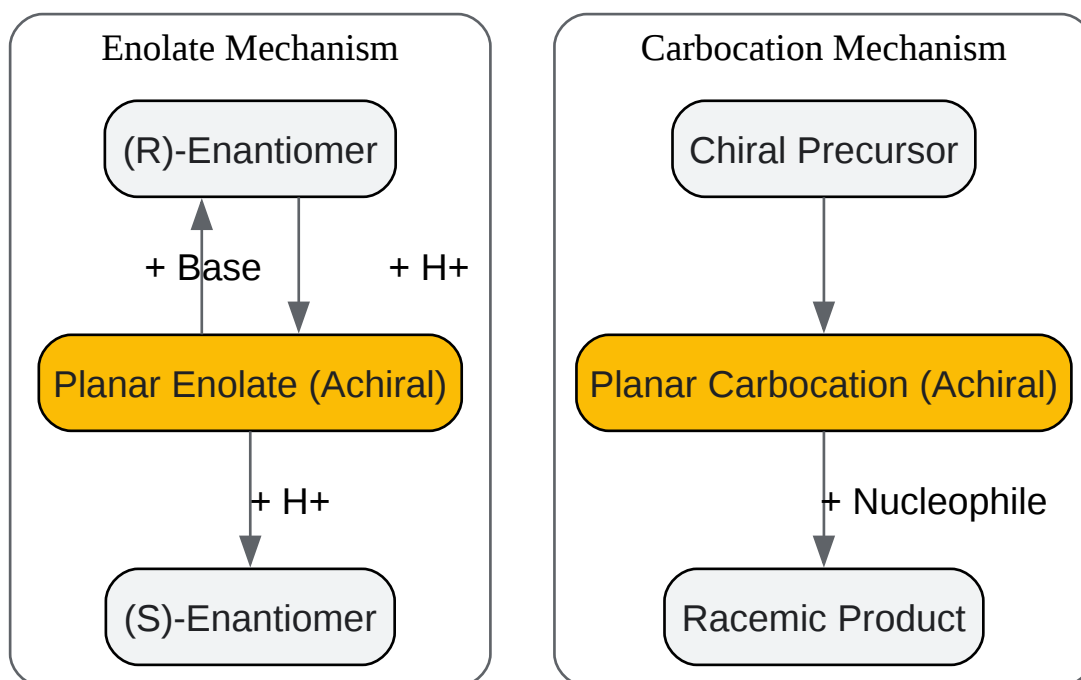 Enolate Mechanism
(R)-Enantiomer
+ Base
+ H+
Planar Enolate (Achiral)
+ H+
(S)-Enantiomer
Carbocation Mechanism
Chiral Precursor
Planar Carbocation (Achiral)
+ Nucleophile
Racemic Product